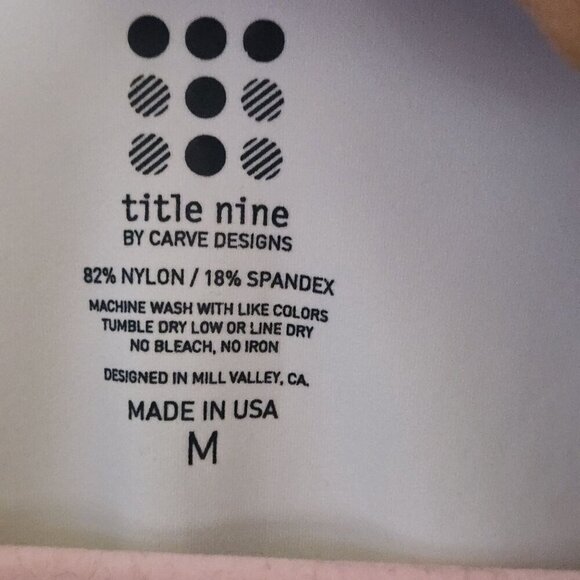 title nine
BY CARVE DESIGNS
82% NYLON / 18% SPANDEX
MACHINE WASH WITH LIKE COLORS
TUMBLE DRY LOW OR LINE DRY
NO BLEACH, NO IRON
DESIGNED IN MILL VALLEY, CA.
MADE IN USA
M